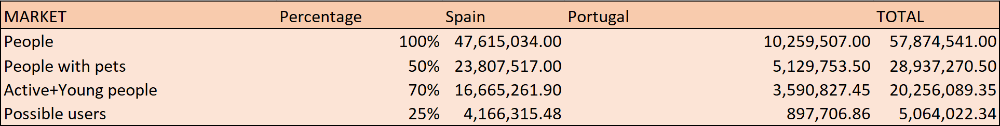 MARKET Percentage Spain Portugal TOTAL
People 100% 47,615,034.00 10,259,507.00 57,874,541.00
People with pets 50% 23,807,517.00 5,129,753.50 28,937,270.50
Active+Young people 70% 16,665,261.90 3,590,827.45 20,256,089.35
Possible users 25% 4,166,315.48 897,706.86 5,064,022.34